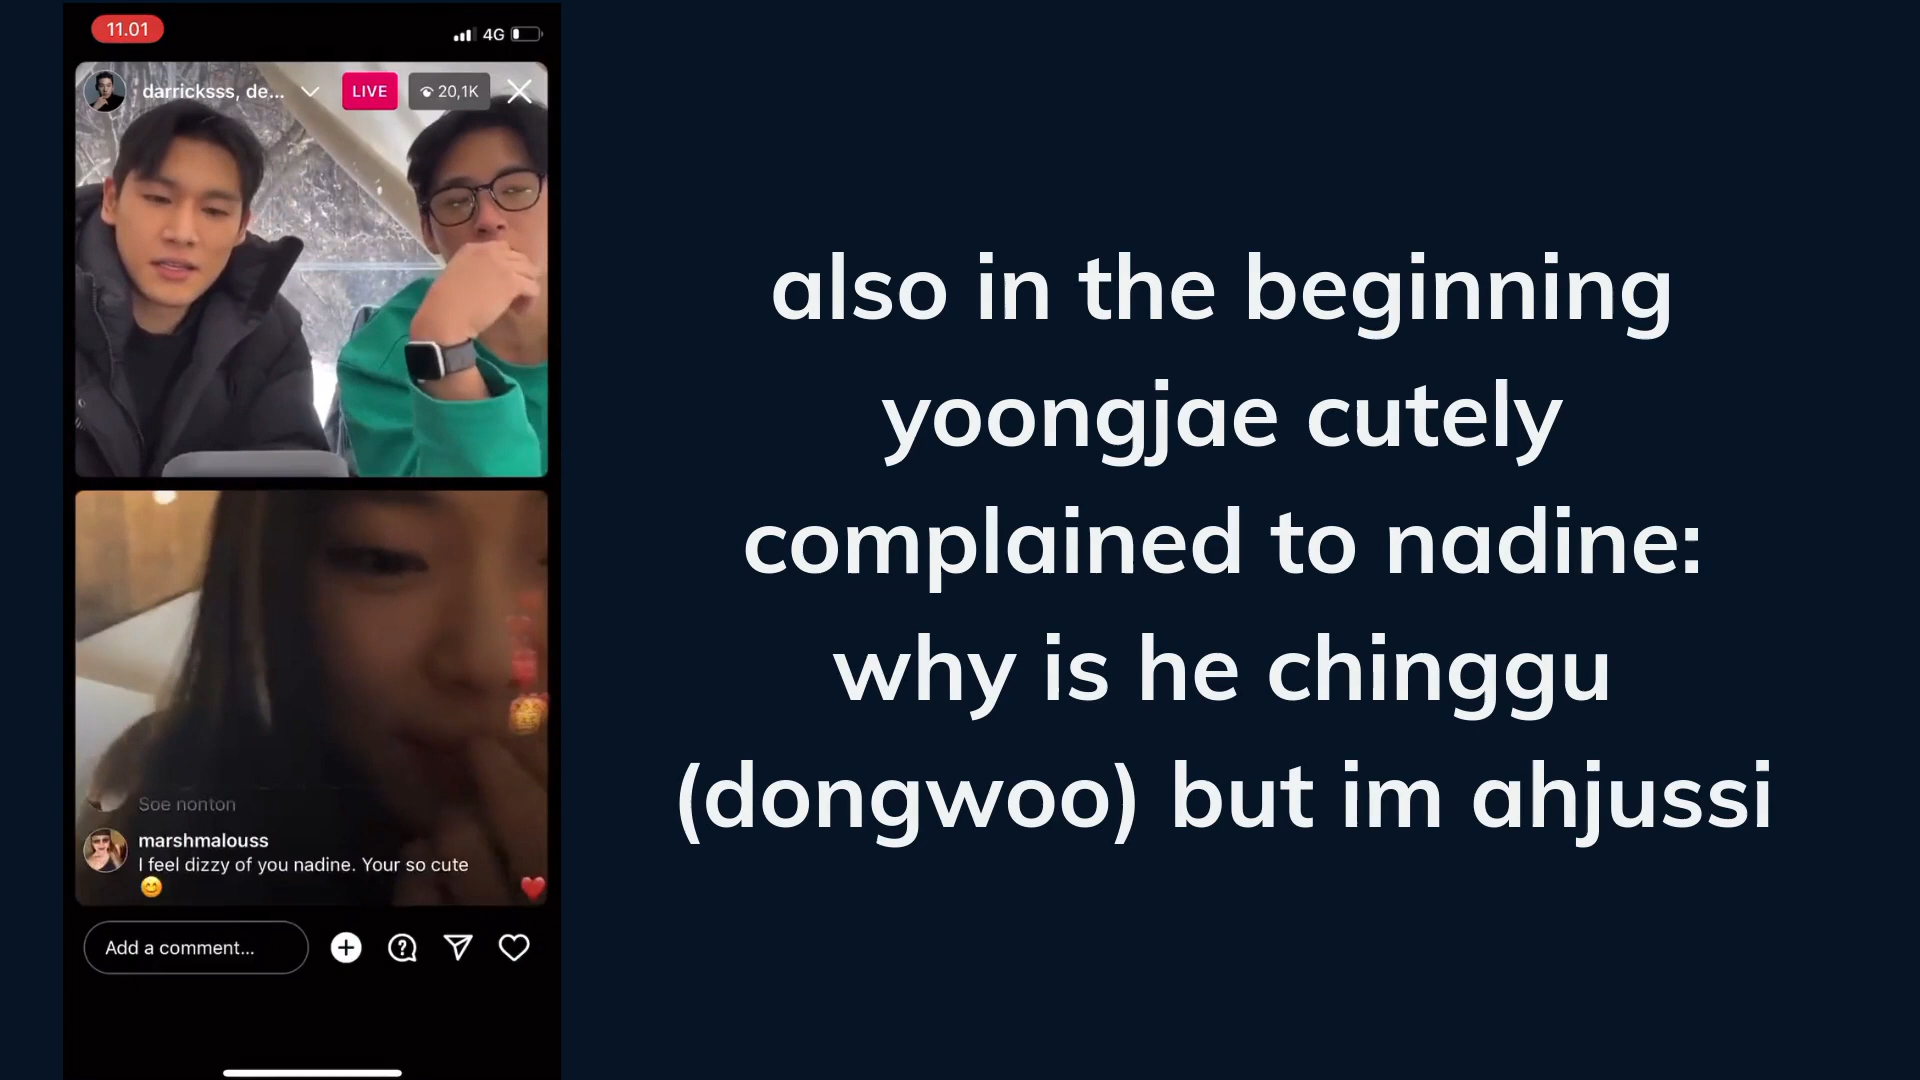 11.01
4G
darricksss, de...
LIVE
20,1K
also in the beginning
yoongjae cutely
complained to nadine:
why is he chinggu
(dongwoo) but im ahjussi
Soe nonton
marshmalouss
I feel dizzy of you nadine. Your so cute
😊
Add a comment...